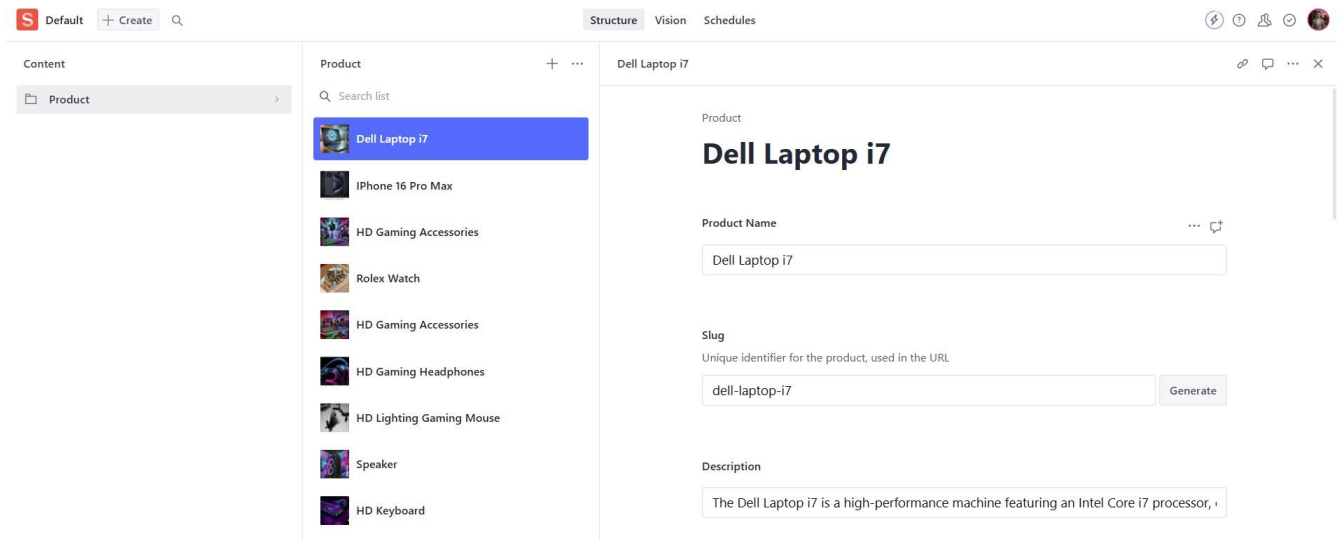 S Default + Create Structure Vision Schedules
Content
Product
Product
Search list
Dell Laptop i7
IPhone 16 Pro Max
HD Gaming Accessories
Rolex Watch
HD Gaming Accessories
HD Gaming Headphones
HD Lighting Gaming Mouse
Speaker
HD Keyboard
Dell Laptop i7
Product
Dell Laptop i7
Product Name
Dell Laptop i7
Slug
Unique identifier for the product, used in the URL
dell-laptop-i7 Generate
Description
The Dell Laptop i7 is a high-performance machine featuring an Intel Core i7 processor,